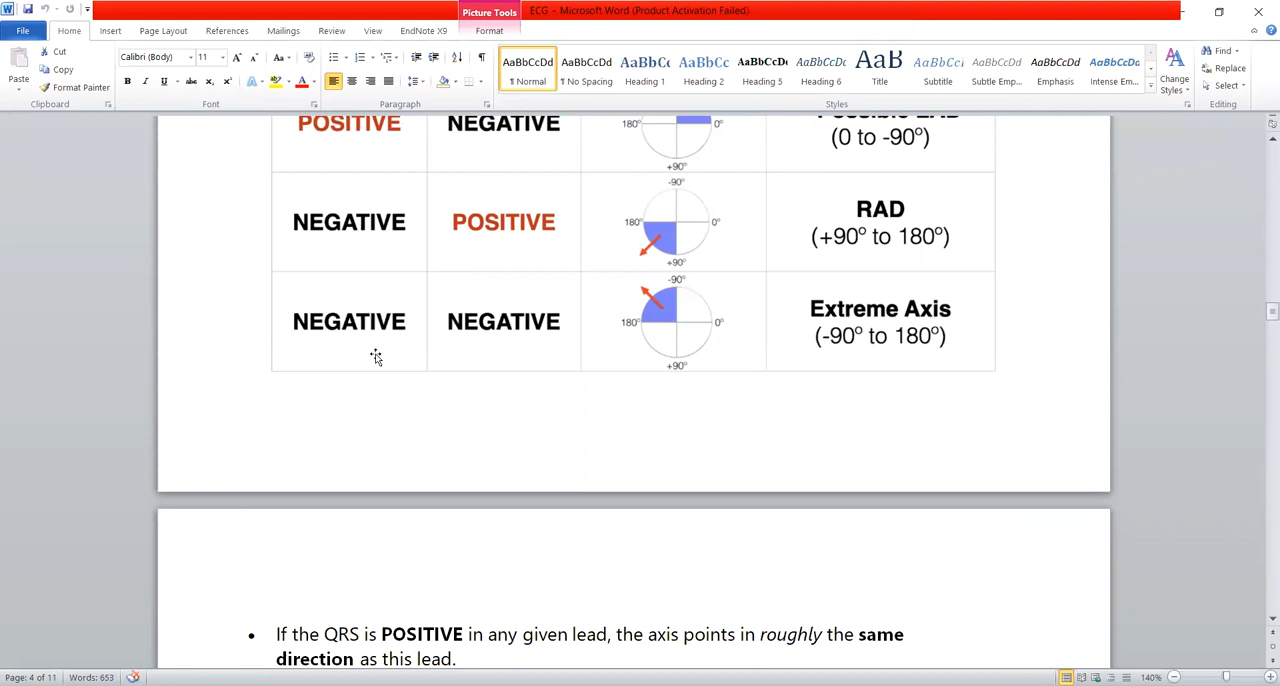 Picture Tools
ECG - Microsoft Word (Product Activation Failed)
File Home Insert Page Layout References Mailings Review View EndNote X9 Format
Cut
Copy
Format Painter
Paste
Clipboard
Calibri (Body) 11
Font
Paragraph
AaBbCcDd AaBbCcDd AaBbCc AaBbCc AaBbCcDc AaBbCcDc AaB AaBbCcI AaBbCcDd AaBbCcDd AaBbCcDc
¶ Normal ¶ No Spacing Heading 1 Heading 2 Heading 5 Heading 6 Title Subtitle Subtle Emp... Emphasis Intense Em...
Change Styles
Styles
Find
Replace
Select
Editing
POSITIVE NEGATIVE 180° 0° +90°
(0 to -90°)
NEGATIVE POSITIVE -90° 180° 0° +90° RAD
(+90° to 180°)
NEGATIVE NEGATIVE -90° 180° 0° +90° Extreme Axis
(-90° to 180°)
• If the QRS is POSITIVE in any given lead, the axis points in roughly the same
direction as this lead.
Page: 4 of 11 Words: 653 140%